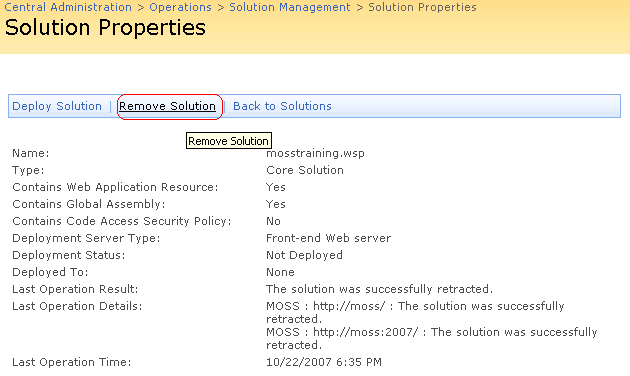 Central Administration > Operations > Solution Management > Solution Properties
Solution Properties
Deploy Solution | Remove Solution | Back to Solutions
Remove Solution
Name: mosstraining.wsp
Type: Core Solution
Contains Web Application Resource: Yes
Contains Global Assembly: Yes
Contains Code Access Security Policy: No
Deployment Server Type: Front-end Web server
Deployment Status: Not Deployed
Deployed To: None
Last Operation Result: The solution was successfully retracted.
Last Operation Details: MOSS : http://moss/ : The solution was successfully
retracted.
MOSS : http://moss:2007/ : The solution was successfully
retracted.
Last Operation Time: 10/22/2007 6:35 PM